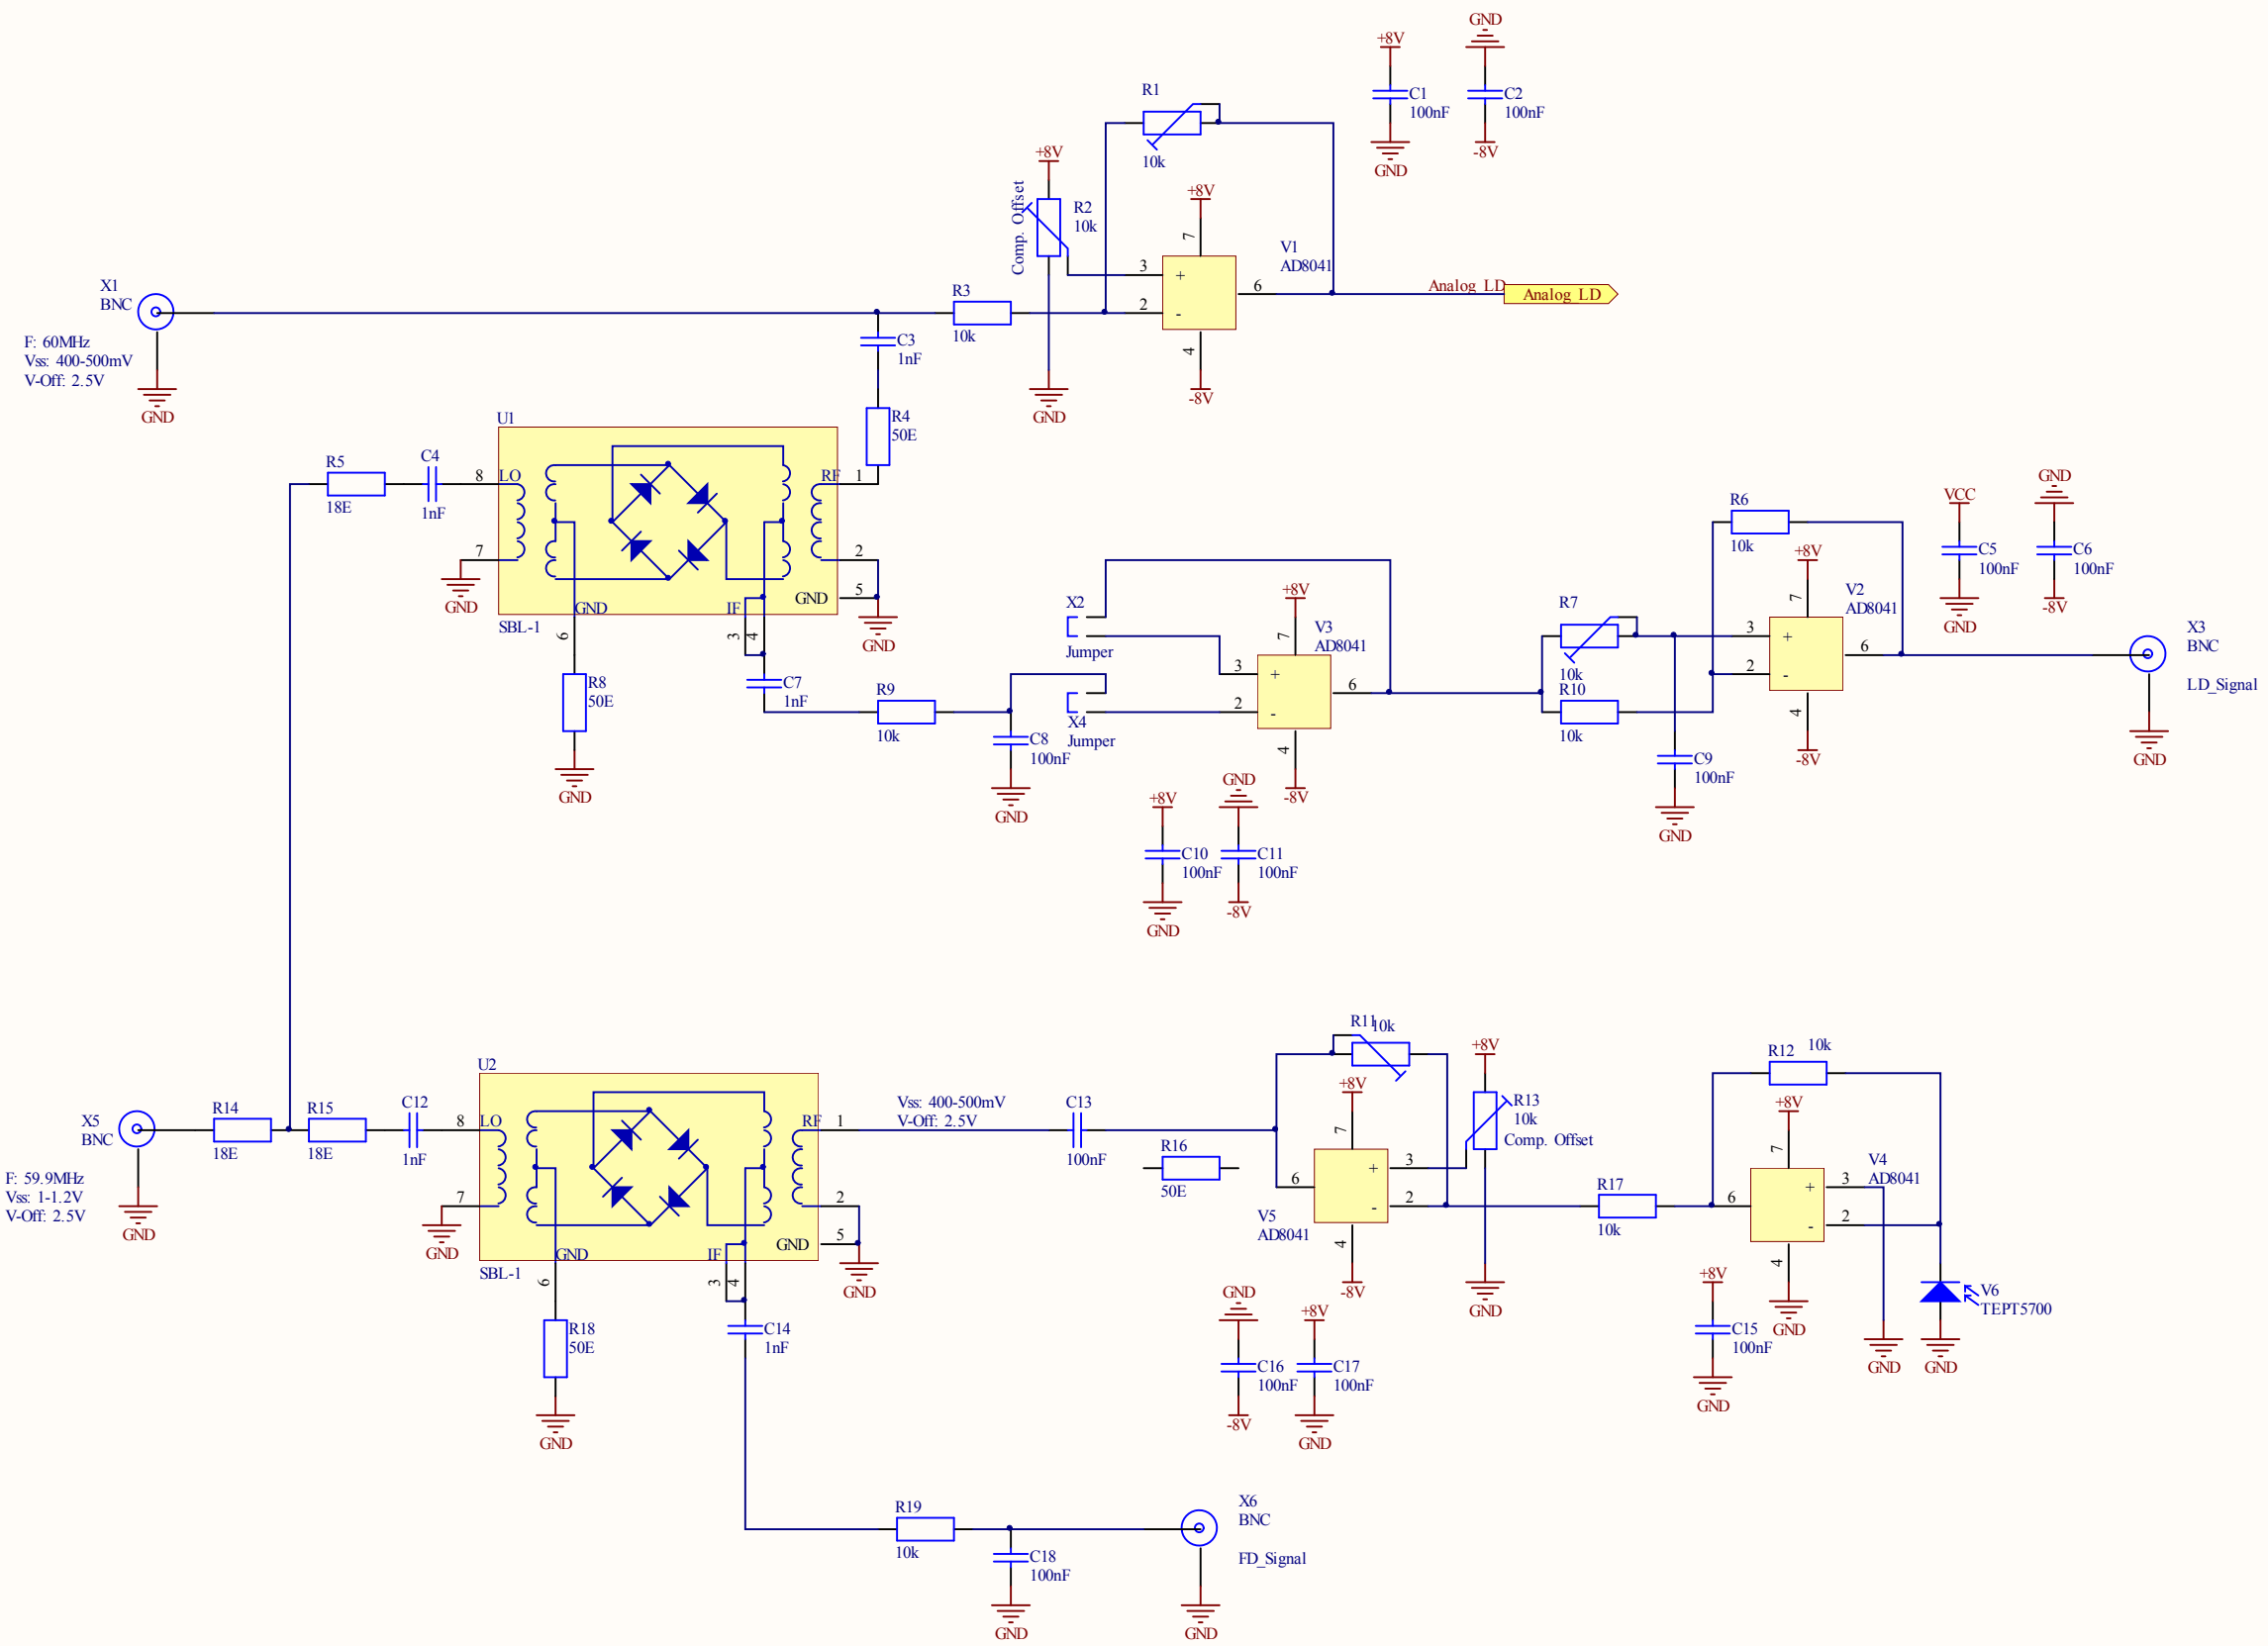 GND
+8V
C1
100nF
C2
100nF
GND
-8V
R1
10k
+8V
Comp. Offset
R2
10k
+8V
7
V1
AD8041
3
+
2
-
6
4
-8V
GND
Analog_LD
Analog_LD
X1
BNC
F: 60MHz
Vss: 400-500mV
V-Off: 2.5V
GND
R3
10k
C3
1nF
R4
50E
U1
R5
18E
C4
1nF
8
LO
RF
1
7
2
GND
5
GND
GND
IF
GND
SBL-1
6
3
4
R8
50E
GND
C7
1nF
R9
10k
C8
100nF
GND
X2
Jumper
X4
Jumper
+8V
7
V3
AD8041
3
+
2
-
6
4
-8V
R7
10k
R10
10k
R6
10k
+8V
7
V2
AD8041
3
+
2
-
6
4
-8V
C9
100nF
GND
VCC
C5
100nF
GND
GND
C6
100nF
-8V
X3
BNC
LD_Signal
GND
+8V
C10
100nF
GND
GND
C11
100nF
-8V
X5
BNC
F: 59.9MHz
Vss: 1-1.2V
V-Off: 2.5V
GND
R14
18E
R15
18E
C12
1nF
U2
8
LO
RF
1
7
2
GND
5
GND
GND
IF
GND
SBL-1
6
3
4
R18
50E
GND
C14
1nF
Vss: 400-500mV
V-Off: 2.5V
C13
100nF
R16
50E
R11
10k
+8V
7
+
3
-
2
6
V5
AD8041
4
-8V
+8V
R13
10k
Comp. Offset
GND
R17
10k
R12
10k
+8V
7
V4
AD8041
+
3
-
2
6
4
GND
GND
V6
TEPT5700
GND
+8V
C15
100nF
GND
GND
C16
100nF
-8V
+8V
C17
100nF
GND
R19
10k
C18
100nF
GND
X6
BNC
FD_Signal
GND